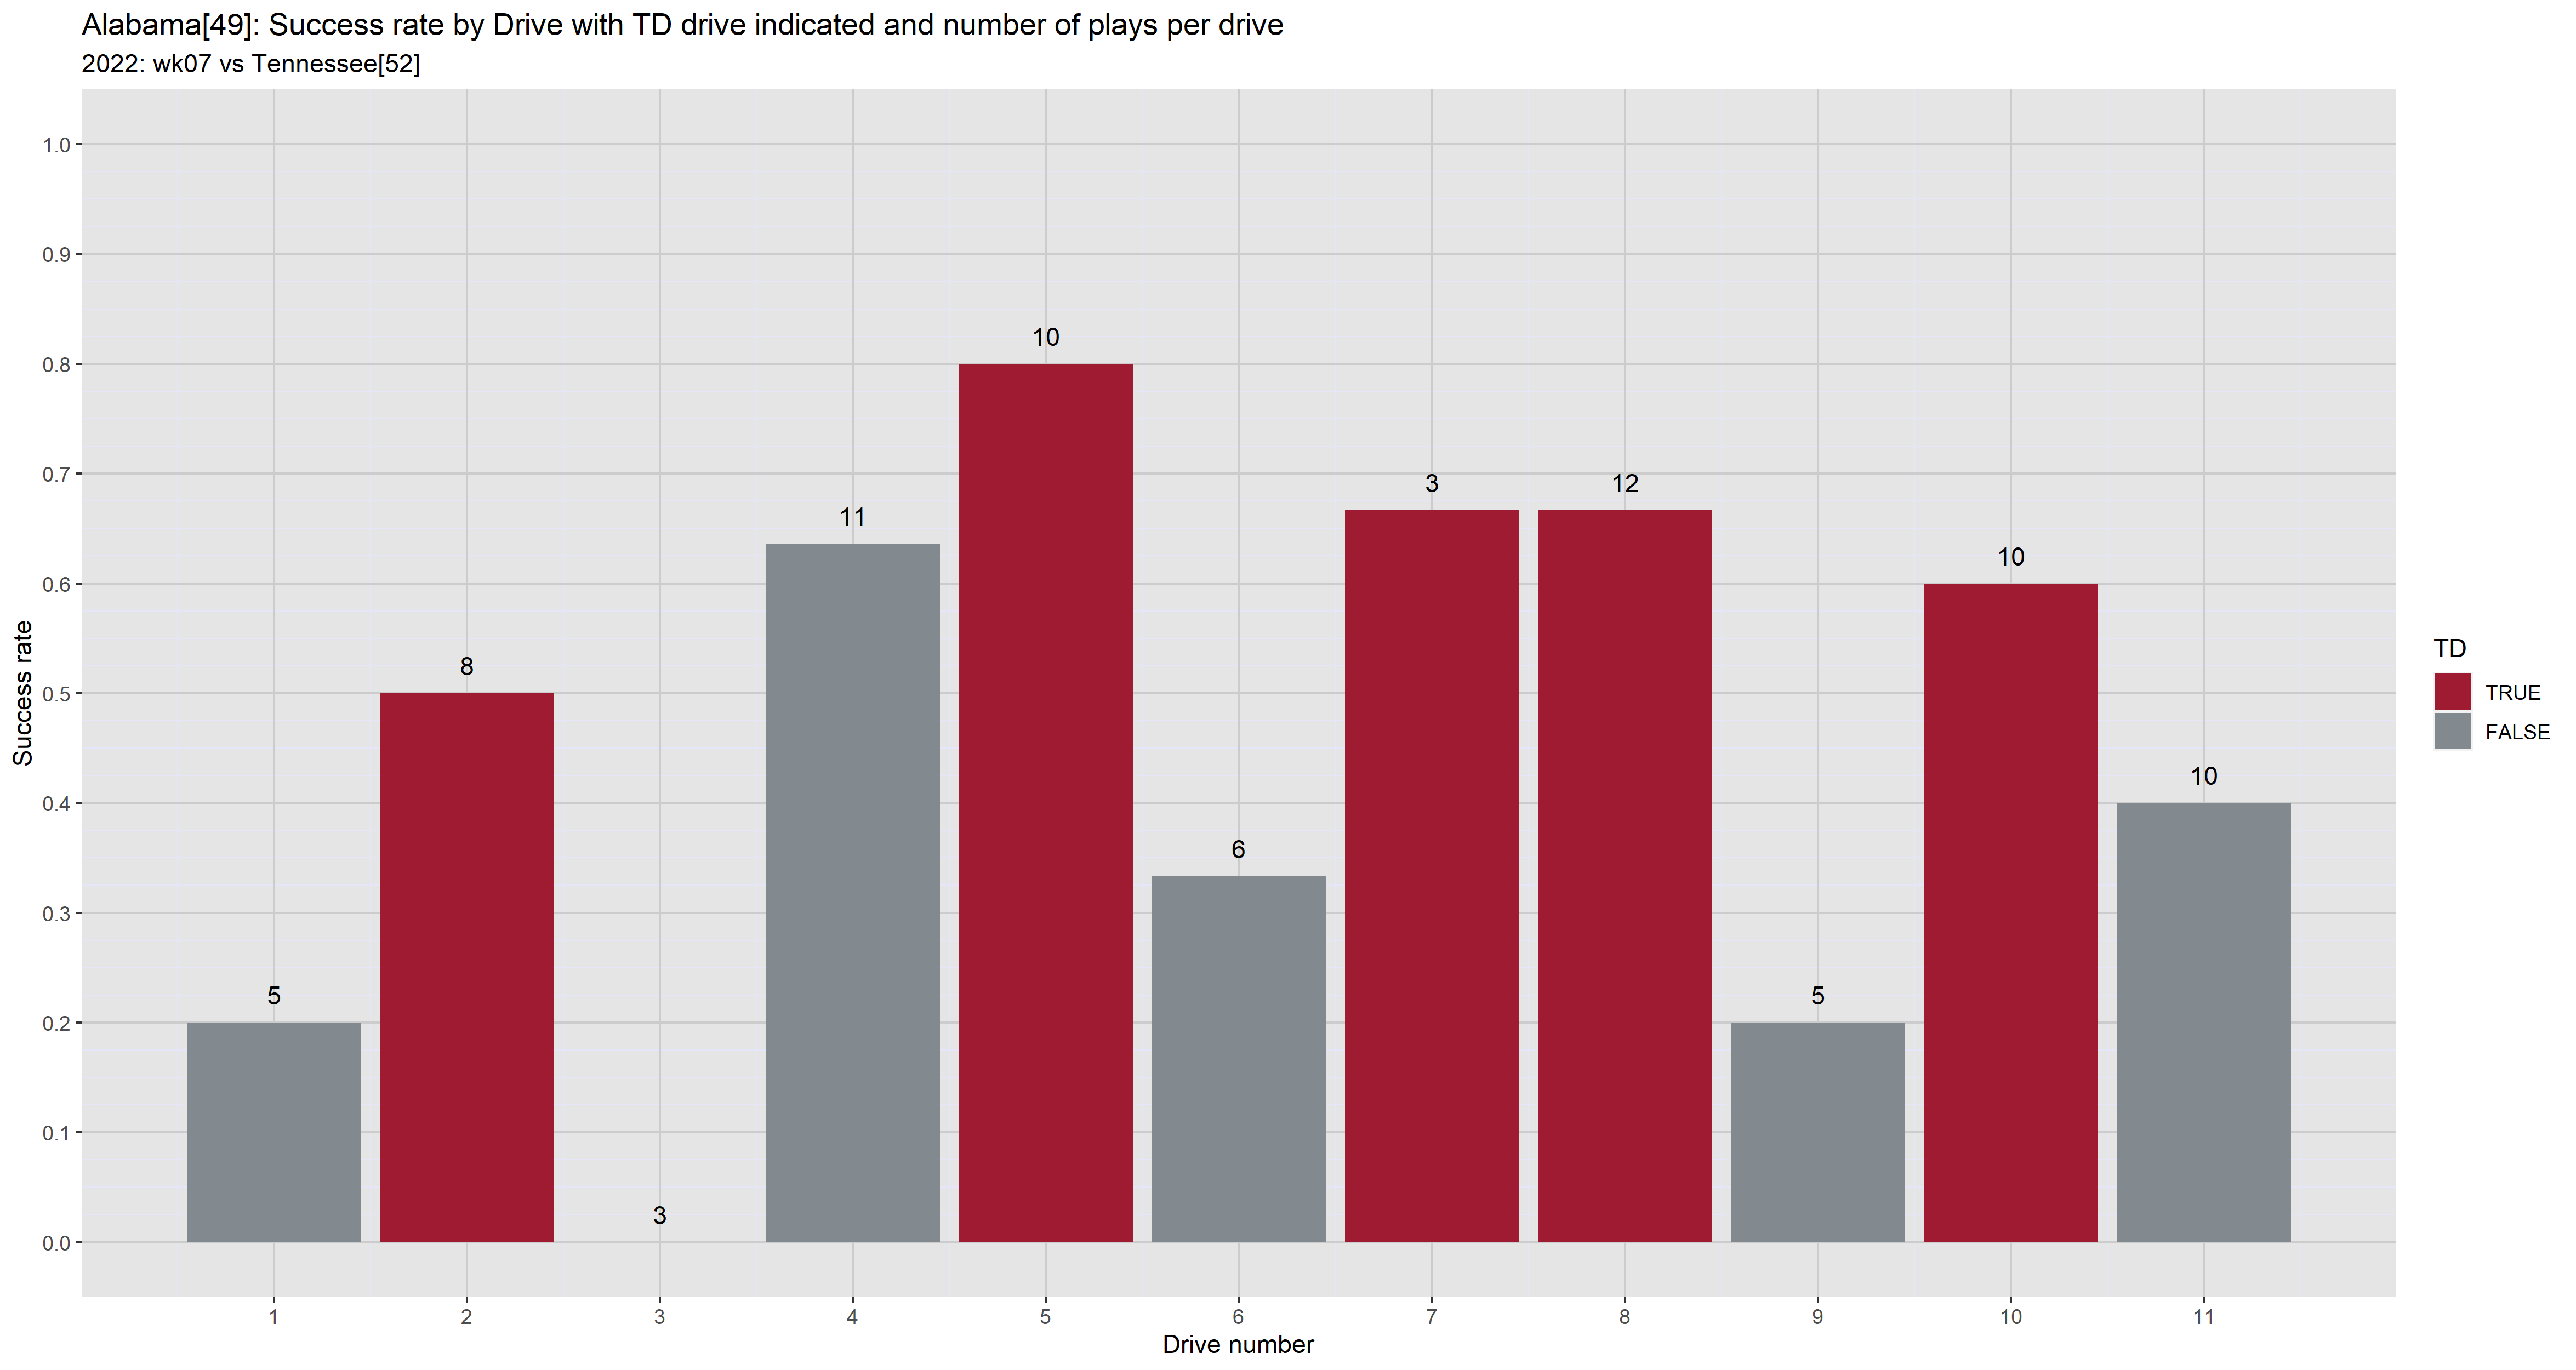 Alabama[49]: Success rate by Drive with TD drive indicated and number of plays per drive
2022: wk07 vs Tennessee[52]
Success rate
1.0
0.9
0.8
0.7
0.6
0.5
0.4
0.3
0.2
0.1
0.0
5
8
3
11
10
6
3
12
5
10
10
1 2 3 4 5 6 7 8 9 10 11
Drive number
TD
TRUE
FALSE